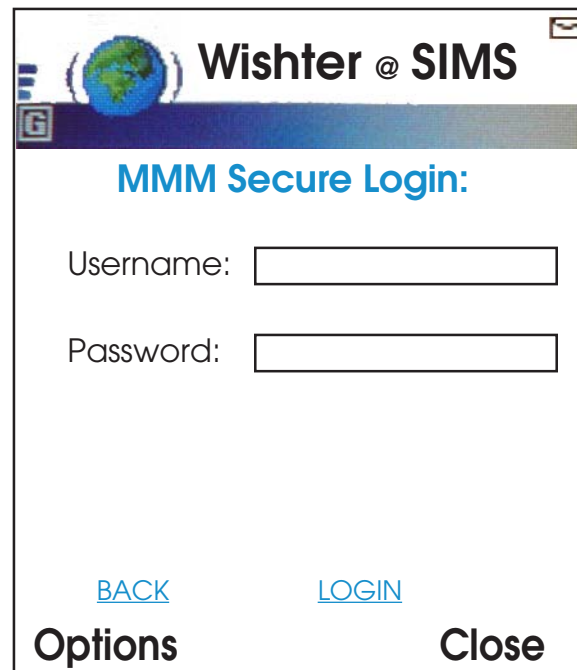 Wishter @ SIMS
G
MMM Secure Login:
Username:
Password:
BACK LOGIN
Options Close